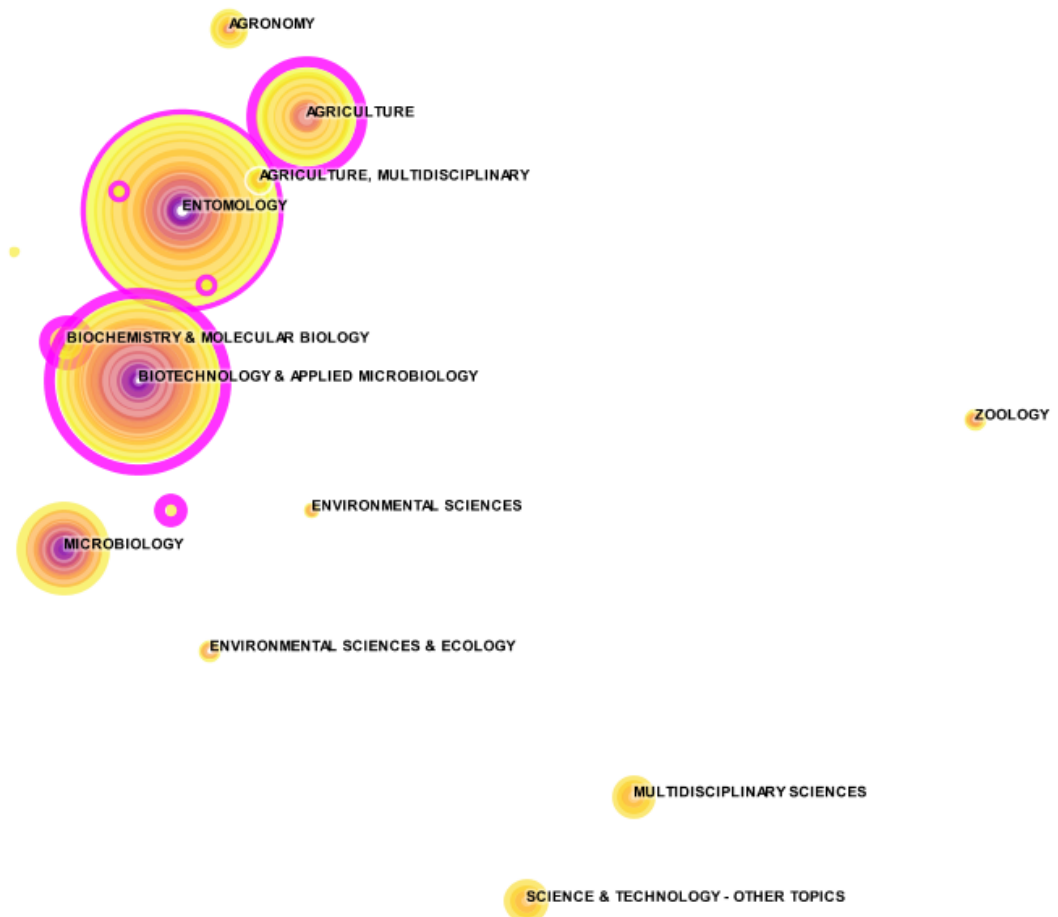 AGRONOMY
AGRICULTURE
AGRICULTURE, MULTIDISCIPLINARY
ENTOMOLOGY
BIOCHEMISTRY & MOLECULAR BIOLOGY
BIOTECHNOLOGY & APPLIED MICROBIOLOGY
ZOOLOGY
ENVIRONMENTAL SCIENCES
MICROBIOLOGY
ENVIRONMENTAL SCIENCES & ECOLOGY
MULTIDISCIPLINARY SCIENCES
SCIENCE & TECHNOLOGY - OTHER TOPICS